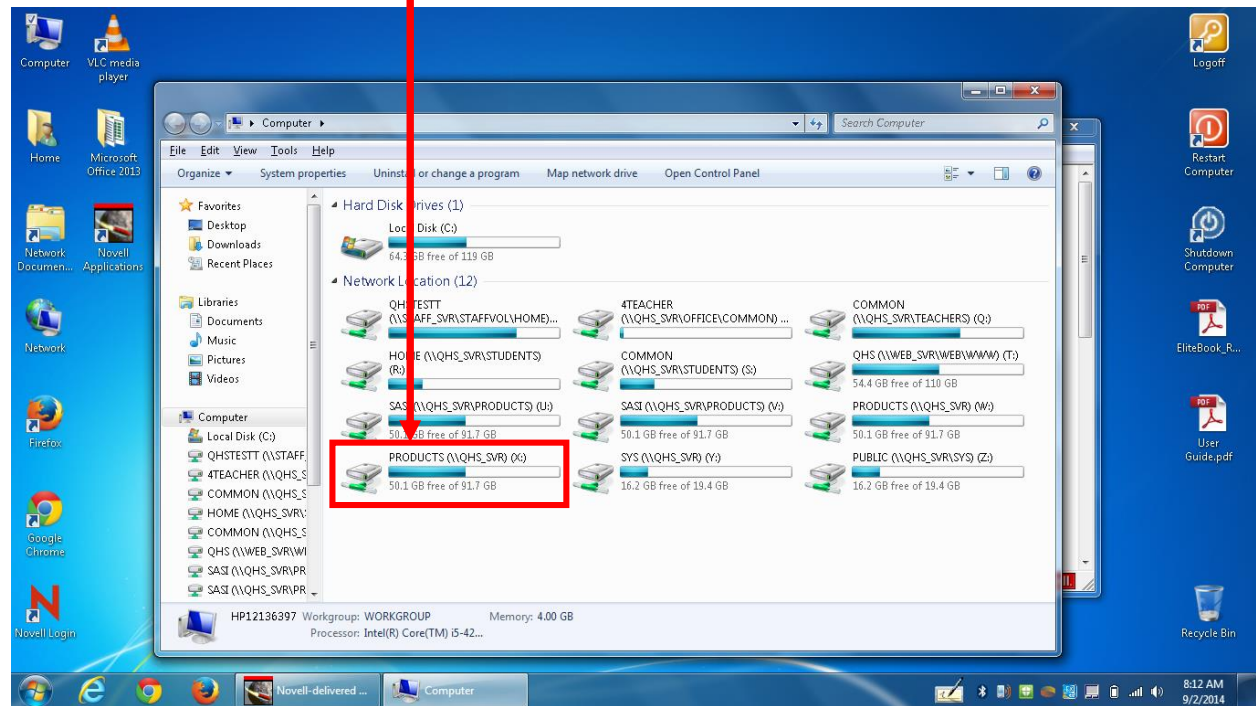 Computer
VLC media
player
Home
Microsoft
Office 2013
Network
Documen...
Novell
Applications
Network
Firefox
Google
Chrome
Novell Login
Computer
Search Computer
File Edit View Tools Help
Organize System properties Uninstall or change a program Map network drive Open Control Panel
Favorites
Desktop
Downloads
Recent Places
Libraries
Documents
Music
Pictures
Videos
Computer
Local Disk (C:)
QHSTESTT (\\STAFF_
4TEACHER (\\QHS_S
COMMON (\\QHS_S
HOME (\\QHS_SVR\
COMMON (\\QHS_S
QHS (\\WEB_SVR\WI
SASI (\\QHS_SVR\PR
SASI (\\QHS_SVR\PR
Hard Disk Drives (1)
Local Disk (C:)
64.3 GB free of 119 GB
Network Location (12)
QHSTESTT
(\\STAFF_SVR\STAFFVOL\HOME)...
4TEACHER
(\\QHS_SVR\OFFICE\COMMON) ...
COMMON
(\\QHS_SVR\TEACHERS) (Q:)
HOME (\\QHS_SVR\STUDENTS)
(R:)
COMMON
(\\QHS_SVR\STUDENTS) (S:)
QHS (\\WEB_SVR\WEB\WWW) (T:)
54.4 GB free of 110 GB
SASI (\\QHS_SVR\PRODUCTS) (U:)
50.1 GB free of 91.7 GB
SASI (\\QHS_SVR\PRODUCTS) (V:)
50.1 GB free of 91.7 GB
PRODUCTS (\\QHS_SVR) (W:)
50.1 GB free of 91.7 GB
PRODUCTS (\\QHS_SVR) (X:)
50.1 GB free of 91.7 GB
SYS (\\QHS_SVR) (Y:)
16.2 GB free of 19.4 GB
PUBLIC (\\QHS_SVR\SYS) (Z:)
16.2 GB free of 19.4 GB
HP12136397 Workgroup: WORKGROUP Memory: 4.00 GB
Processor: Intel(R) Core(TM) i5-42...
Logoff
Restart
Computer
Shutdown
Computer
PDF
EliteBook_R...
PDF
User
Guide.pdf
Recycle Bin
Novell-delivered ...
Computer
8:12 AM
9/2/2014